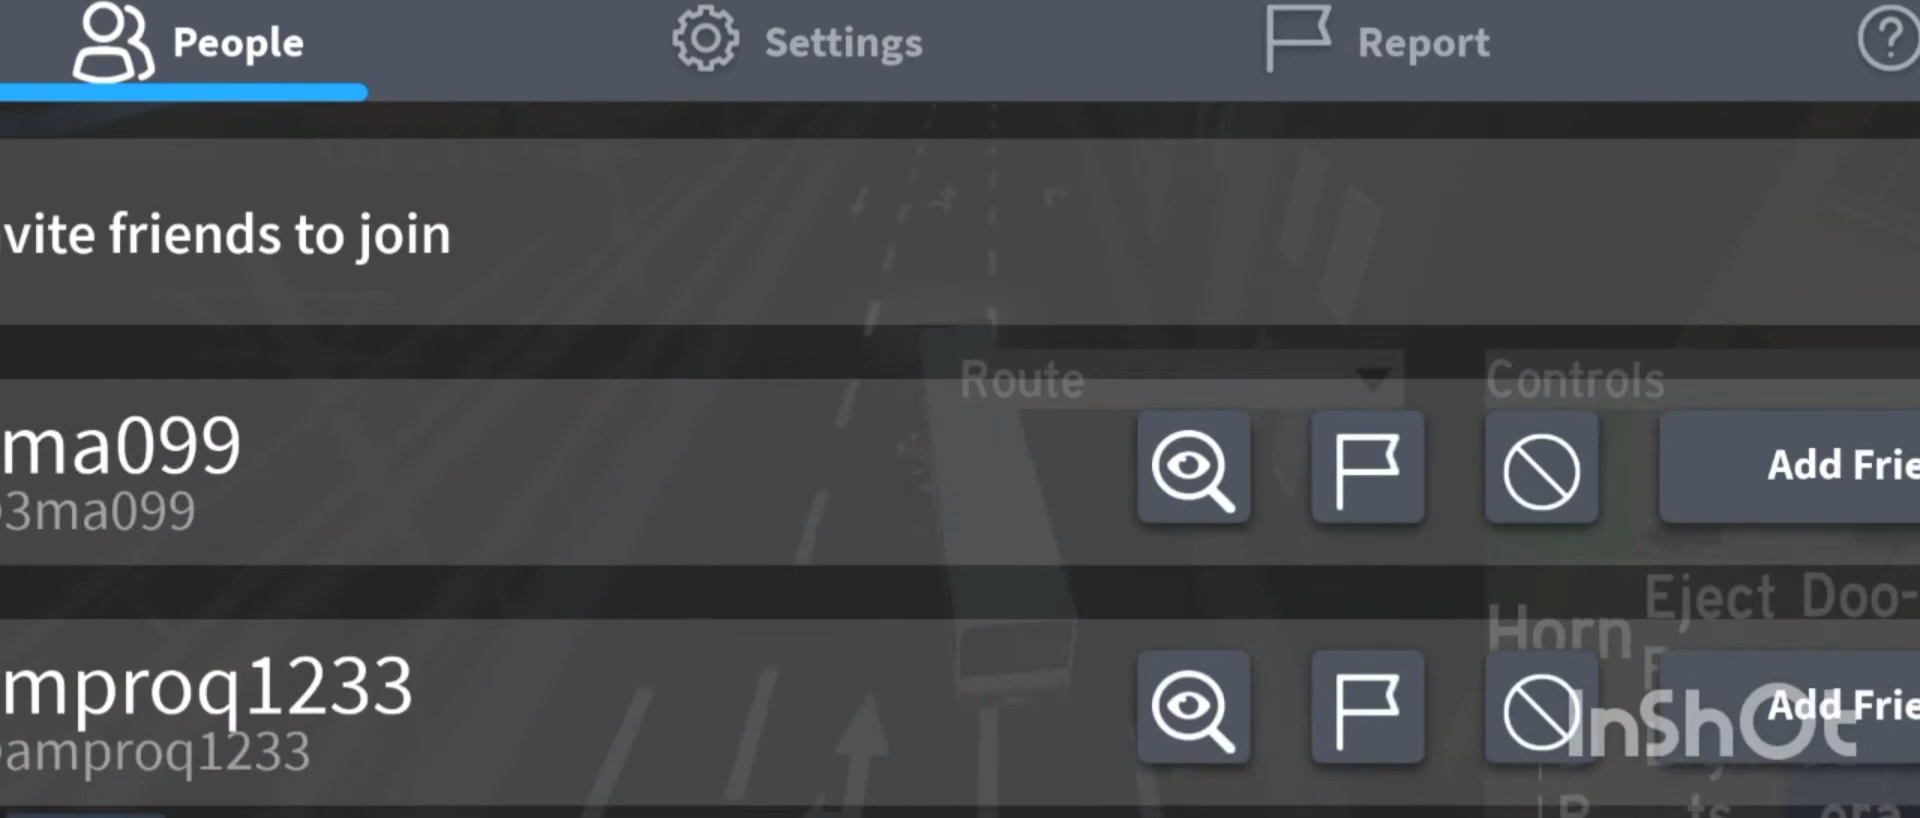 People
Settings
Report
vite friends to join
Route
Controls
ma099
3ma099
Add Frie
Eject Doo-
Horn
mproq1233
amproq1233
Add Frie
InShOt